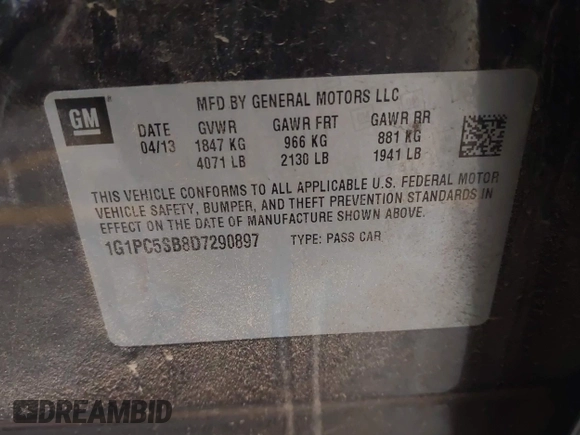 GM
MFD BY GENERAL MOTORS LLC
DATE GVWR GAWR FRT GAWR RR
04/13 1847 KG 966 KG 881 KG
4071 LB 2130 LB 1941 LB
THIS VEHICLE CONFORMS TO ALL APPLICABLE U.S. FEDERAL MOTOR
VEHICLE SAFETY, BUMPER, AND THEFT PREVENTION STANDARDS IN
EFFECT ON THE DATE OF MANUFACTURE SHOWN ABOVE.
1G1PC5SB8D7290897 TYPE: PASS CAR
DREAMBID